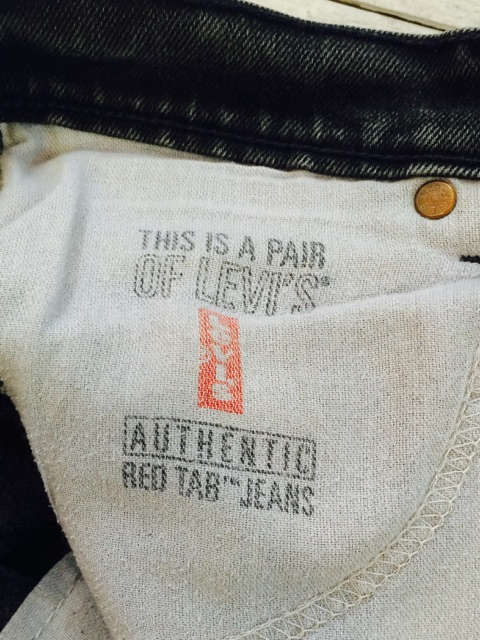 THIS IS A PAIR
OF LEVI'S®
LEVI'S
AUTHENTIC
RED TAB™ JEANS